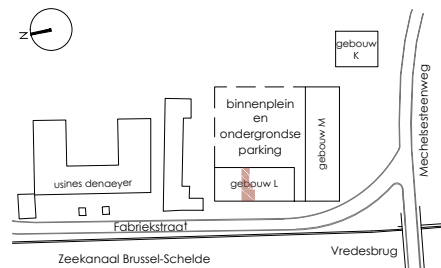 N
gebouw
K
Mechelsesteenweg
binnenplein
en
ondergrondse
parking
gebouw M
usines denaeyer
gebouw L
Fabriekstraat
Vredesbrug
Zeekanaal Brussel-Schelde